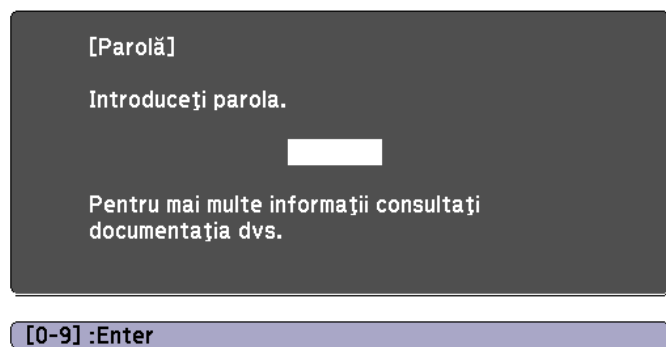 [Parolă]
Introduceţi parola.
Pentru mai multe informaţii consultaţi
documentaţia dvs.
[0-9] :Enter